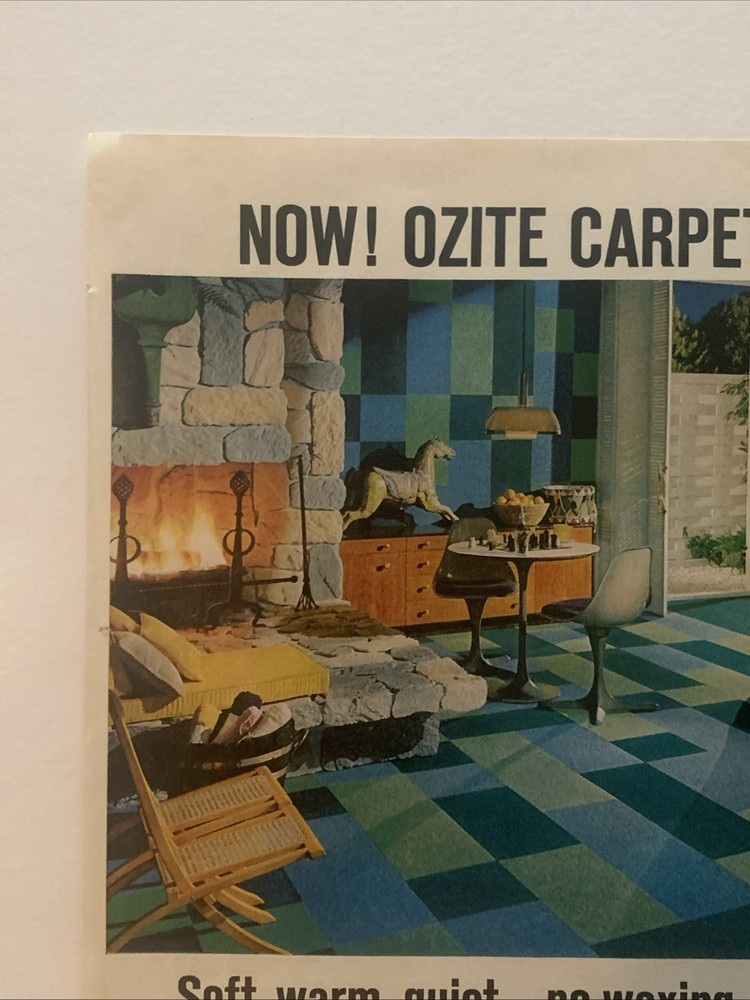 NOW! OZITE CARPET
Soft, warm, quiet...no waxing,